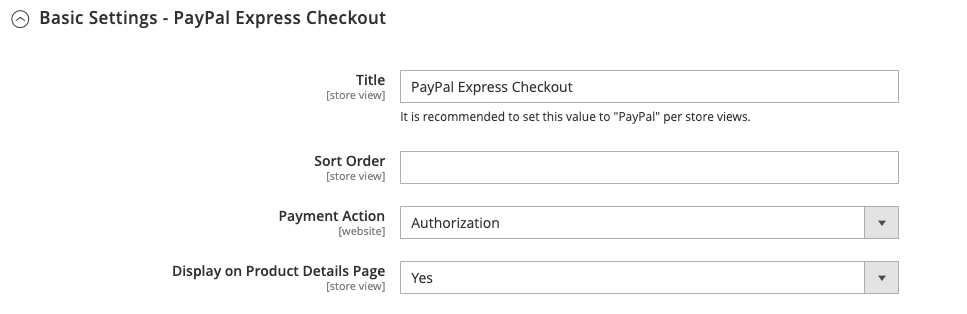 Basic Settings - PayPal Express Checkout
Title
[store view]
PayPal Express Checkout
It is recommended to set this value to "PayPal" per store views.
Sort Order
[store view]
Payment Action
[website]
Authorization
Display on Product Details Page
[store view]
Yes